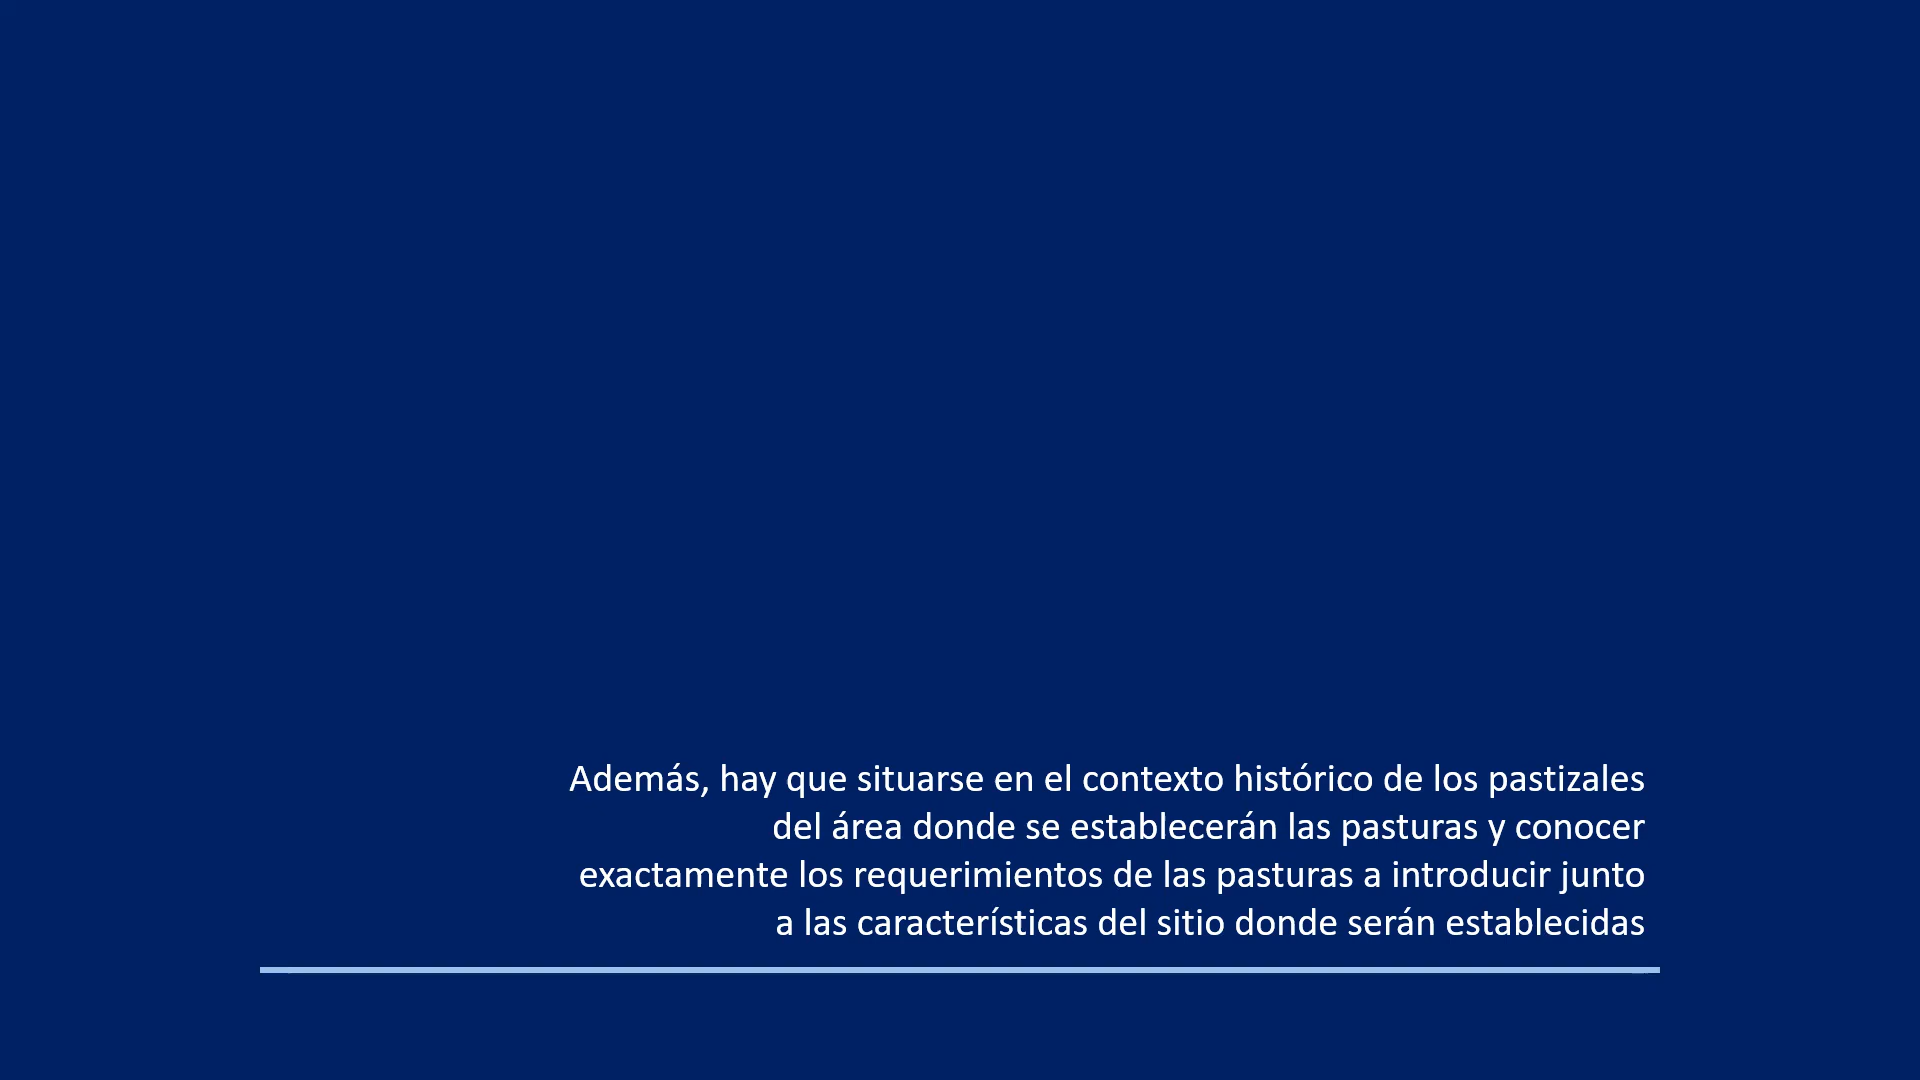 Además, hay que situarse en el contexto histórico de los pastizales
del área donde se establecerán las pasturas y conocer
exactamente los requerimientos de las pasturas a introducir junto
a las características del sitio donde serán establecidas